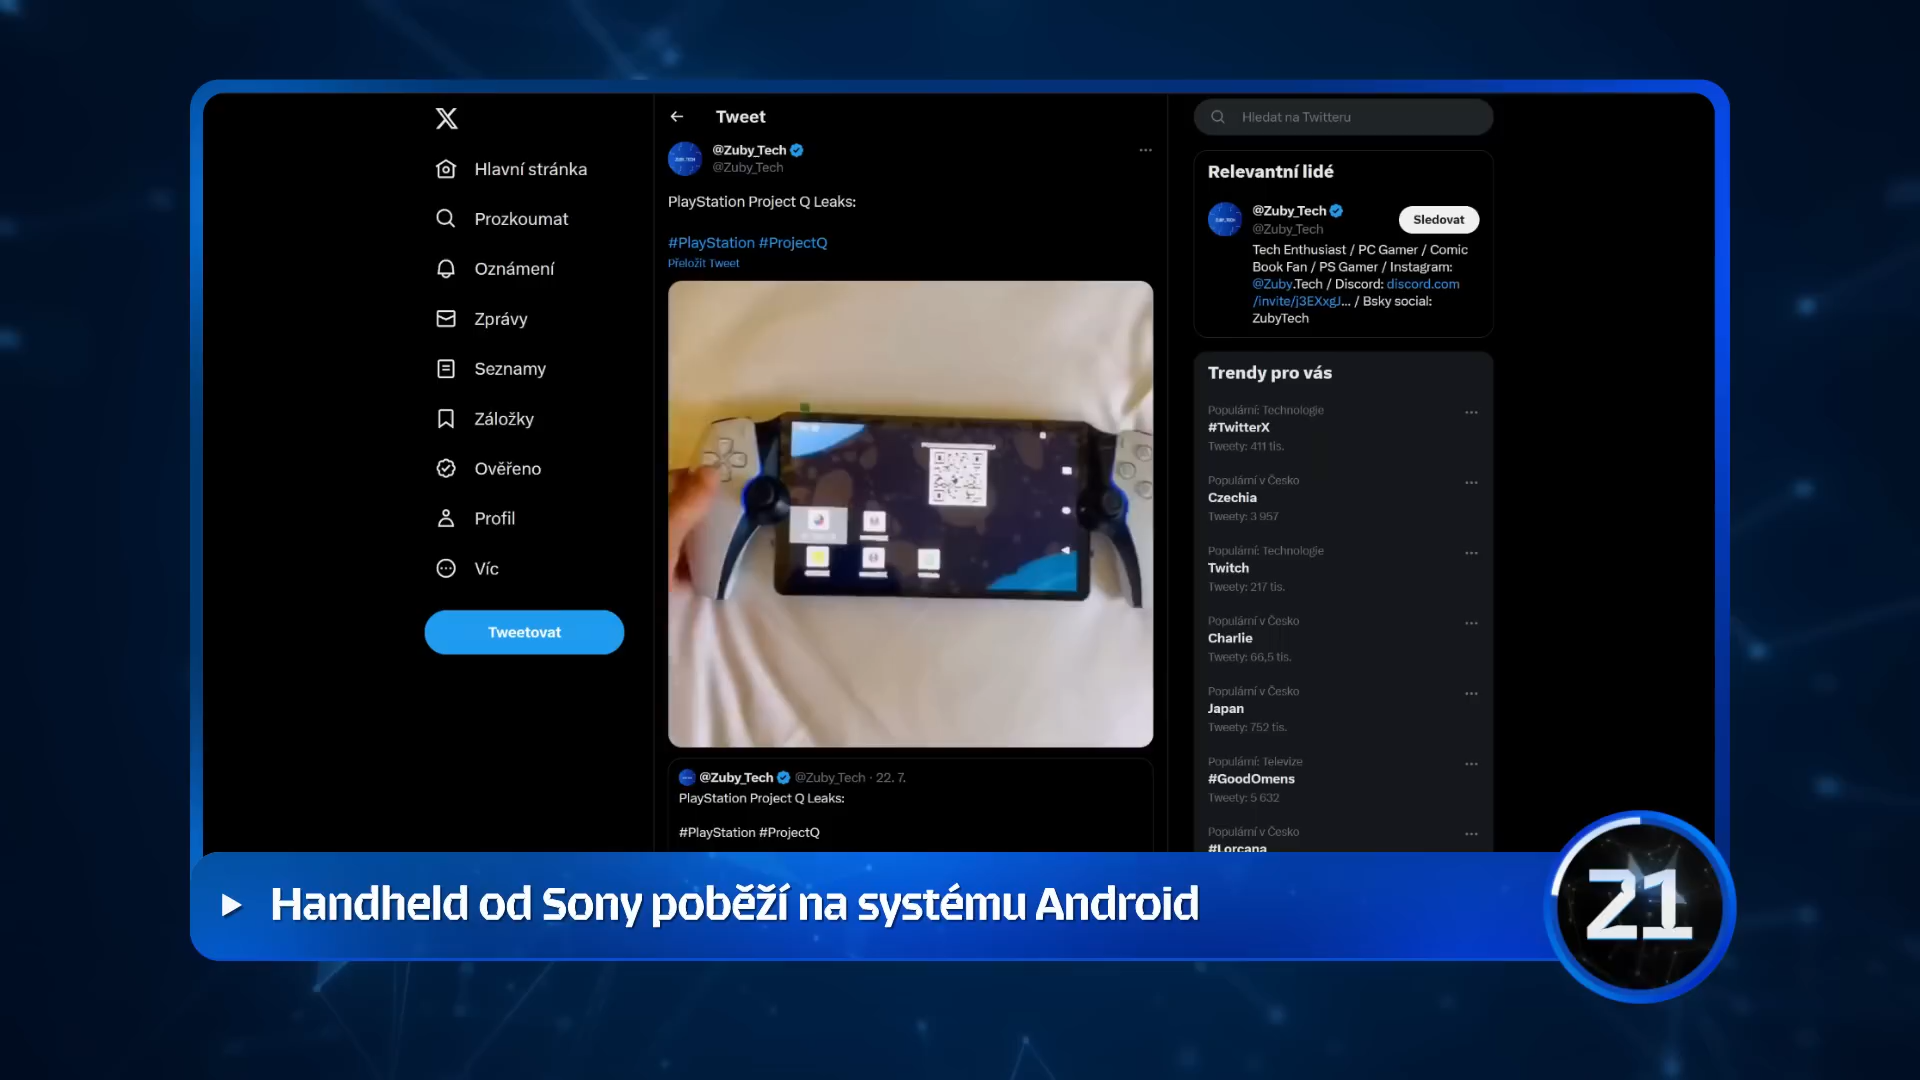 Hlavní stránka
Prozkoumat
Oznámení
Zprávy
Seznamy
Záložky
Ověřeno
Profil
Víc
Tweetovat
Tweet
@Zuby_Tech
@Zuby_Tech
PlayStation Project Q Leaks:
#PlayStation #ProjectQ
Přeložit Tweet
@Zuby_Tech @Zuby_Tech · 22. 7.
PlayStation Project Q Leaks:
#PlayStation #ProjectQ
Hledat na Twitteru
Relevantní lidé
@Zuby_Tech
@Zuby_Tech
Sledovat
Tech Enthusiast / PC Gamer / Comic
Book Fan / PS Gamer / Instagram:
@Zuby.Tech / Discord: discord.com
/invite/j3EXxgJ... / Bsky social:
ZubyTech
Trendy pro vás
Populární: Technologie
#TwitterX
Tweety: 411 tis.
Populární v Česko
Czechia
Tweety: 3 957
Populární: Technologie
Twitch
Tweety: 217 tis.
Populární v Česko
Charlie
Tweety: 66,5 tis.
Populární v Česko
Japan
Tweety: 752 tis.
Populární: Televize
#GoodOmens
Tweety: 5 632
Populární v Česko
#Lorcana
Handheld od Sony poběží na systému Android
21